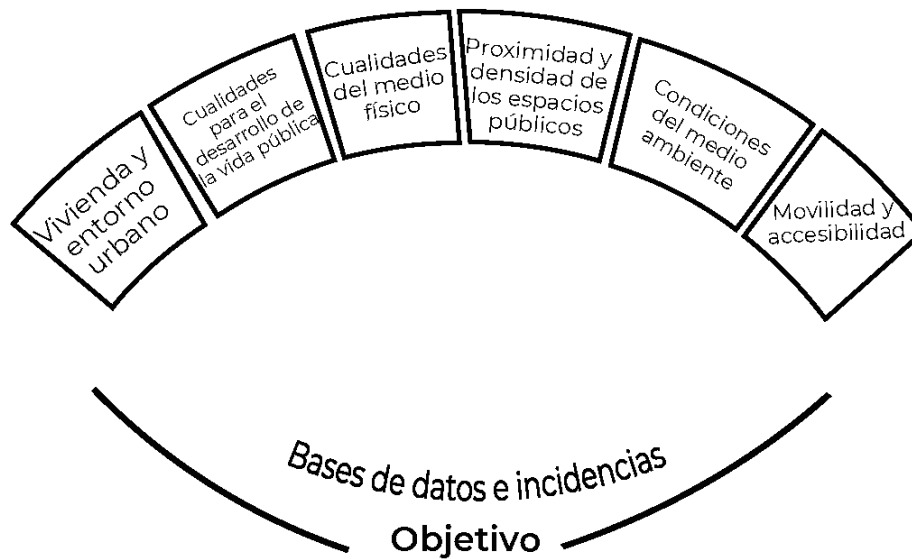 Vivienda y
entorno
urbano
Cualidades
para el
desarrollo de
la vida pública
Cualidades
del medio
físico
Proximidad y
densidad de
los espacios
públicos
Condiciones
del medio
ambiente
Movilidad y
accesibilidad
Bases de datos e incidencias
Objetivo